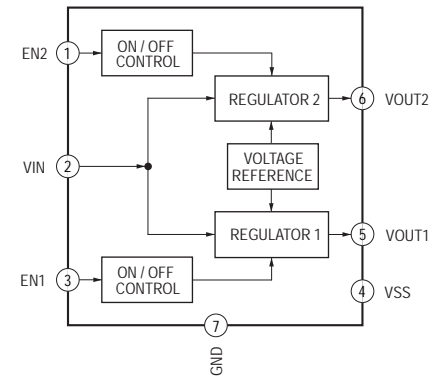 EN2
1
ON / OFF
CONTROL
REGULATOR 2
6
VOUT2
VIN
2
VOLTAGE
REFERENCE
REGULATOR 1
5
VOUT1
EN1
3
ON / OFF
CONTROL
4
VSS
7
GND